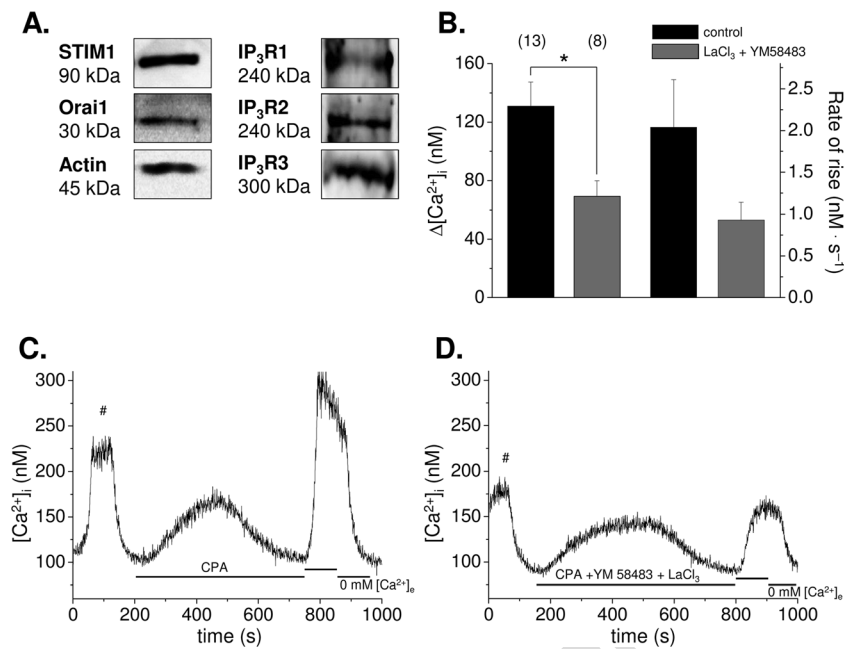 A.
STIM1
90 kDa
Orai1
30 kDa
Actin
45 kDa
IP₃R1
240 kDa
IP₃R2
240 kDa
IP₃R3
300 kDa
B.
control
LaCl₃ + YM58483
(13)
(8)
*
160
120
80
40
0
Δ[Ca²⁺]ᵢ (nM)
2.5
2.0
1.5
1.0
2.5
0.0
Rate of rise (nM · s⁻¹)
C.
300
250
200
150
100
[Ca²⁺]ᵢ (nM)
#
CPA
0 mM [Ca²⁺]ₑ
0 200 400 600 800 1000
time (s)
D.
300
250
200
150
100
[Ca²⁺]ᵢ (nM)
#
CPA +YM 58483 + LaCl₃
0 mM [Ca²⁺]ₑ
0 200 400 600 800 1000
time (s)